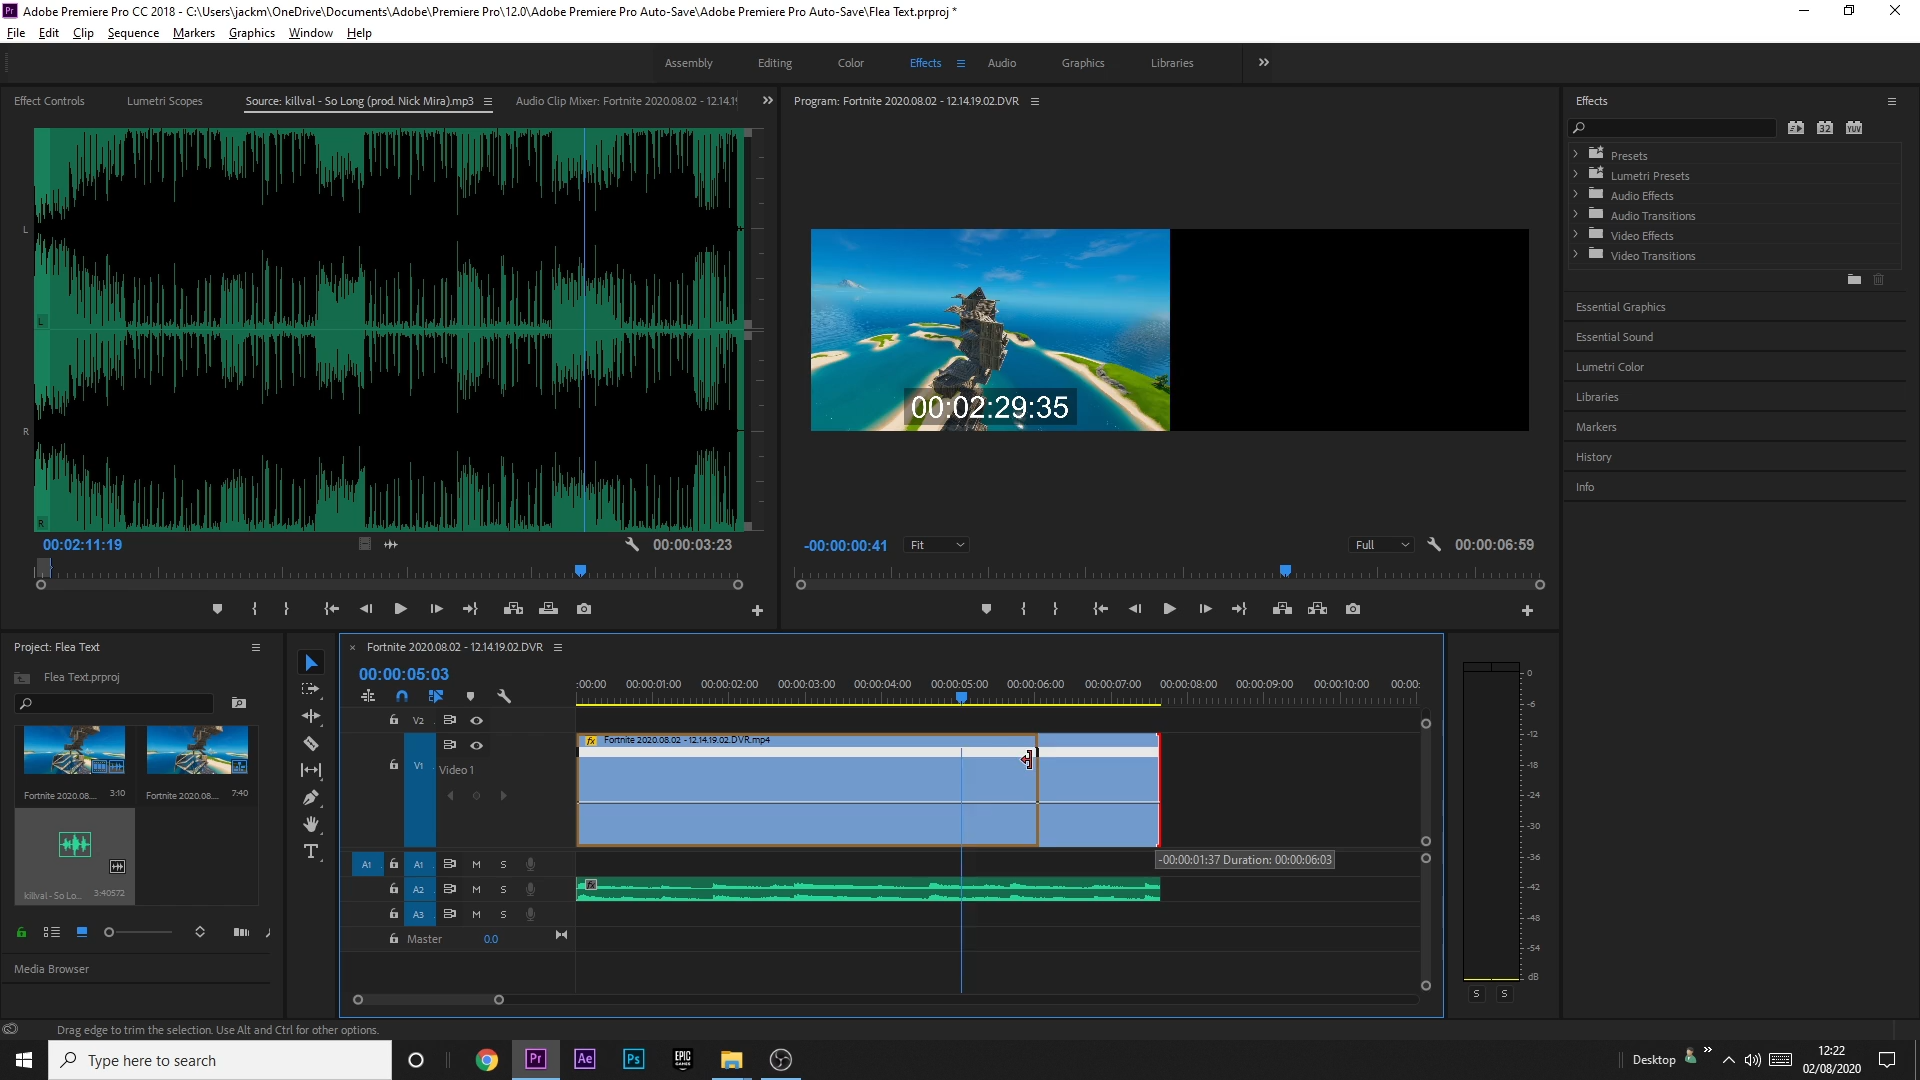 Adobe Premiere Pro CC 2018 - C:\Users\jackm\OneDrive\Documents\Adobe\Premiere Pro\12.0\Adobe Premiere Pro Auto-Save\Adobe Premiere Pro Auto-Save\Flea Text.prproj *
File Edit Clip Sequence Markers Graphics Window Help
Assembly Editing Color Effects Audio Graphics Libraries
Effect Controls Lumetri Scopes Source: killval - So Long (prod. Nick Mira).mp3 Audio Clip Mixer: Fortnite 2020.08.02 - 12.14.1
Program: Fortnite 2020.08.02 - 12.14.19.02.DVR
Effects
32 YUV
Presets
Lumetri Presets
Audio Effects
Audio Transitions
Video Effects
Video Transitions
Essential Graphics
Essential Sound
Lumetri Color
Libraries
Markers
History
Info
L
L
R
R
00:02:29:35
00:02:11:19 00:00:03:23
-00:00:00:41 Fit Full 00:00:06:59
Project: Flea Text
Flea Text.prproj
Fortnite 2020.08.... 3:10 Fortnite 2020.08.... 7:40
killval - So Lo... 3:40572
Media Browser
T
Fortnite 2020.08.02 - 12.14.19.02.DVR
00:00:05:03
:00:00 00:00:01:00 00:00:02:00 00:00:03:00 00:00:04:00 00:00:05:00 00:00:06:00 00:00:07:00 00:00:08:00 00:00:09:00 00:00:10:00 00:00:
V2
fx Fortnite 2020.08.02 - 12.14.19.02.DVR.mp4
V1 Video 1
A1 A1 M S
-00:00:01:37 Duration: 00:00:06:03
A2 M S fx
A3 M S
Master 0.0
0
-6
-12
-18
-24
-30
-36
-42
-48
-54
dB
S S
Drag edge to trim the selection. Use Alt and Ctrl for other options.
Type here to search
Pr Ae Ps EPIC GAMES
Desktop
12:22
02/08/2020